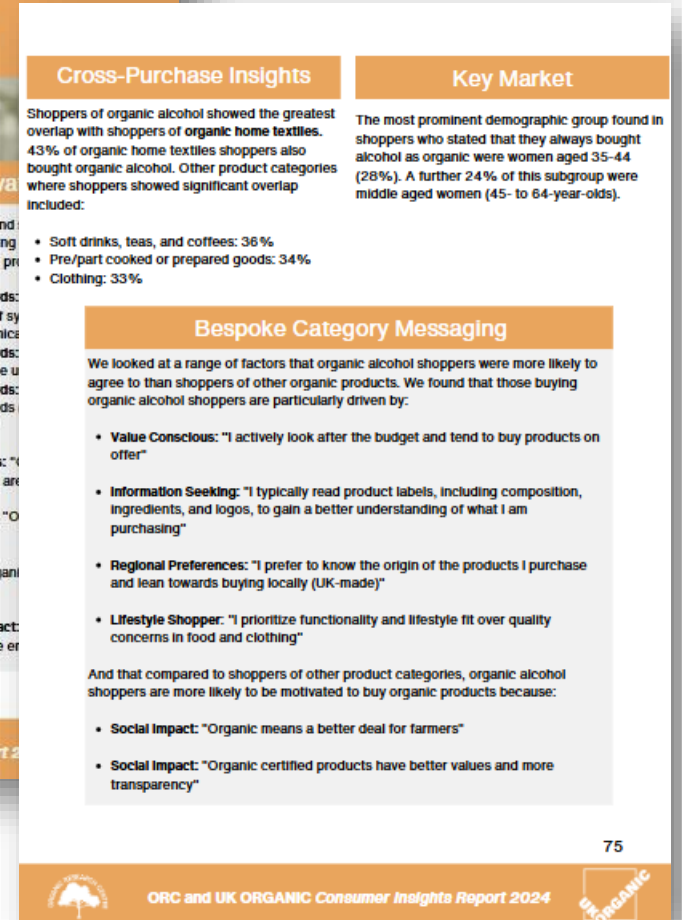 Cross-Purchase Insights
Shoppers of organic alcohol showed the greatest
overlap with shoppers of organic home textiles.
43% of organic home textiles shoppers also
bought organic alcohol. Other product categories
where shoppers showed significant overlap
included:
• Soft drinks, teas, and coffees: 36%
• Pre/part cooked or prepared goods: 34%
• Clothing: 33%
Key Market
The most prominent demographic group found in
shoppers who stated that they always bought
alcohol as organic were women aged 35-44
(28%). A further 24% of this subgroup were
middle aged women (45- to 64-year-olds).
Bespoke Category Messaging
We looked at a range of factors that organic alcohol shoppers were more likely to
agree to than shoppers of other organic products. We found that those buying
organic alcohol shoppers are particularly driven by:
• Value Conscious: "I actively look after the budget and tend to buy products on
offer"
• Information Seeking: "I typically read product labels, including composition,
ingredients, and logos, to gain a better understanding of what I am
purchasing"
• Regional Preferences: "I prefer to know the origin of the products I purchase
and lean towards buying locally (UK-made)"
• Lifestyle Shopper: "I prioritize functionality and lifestyle fit over quality
concerns in food and clothing"
And that compared to shoppers of other product categories, organic alcohol
shoppers are more likely to be motivated to buy organic products because:
• Social Impact: "Organic means a better deal for farmers"
• Social Impact: "Organic certified products have better values and more
transparency"
75
ORGANIC RESEARCH CENTRE
ORC and UK ORGANIC Consumer Insights Report 2024
UKORGANIC